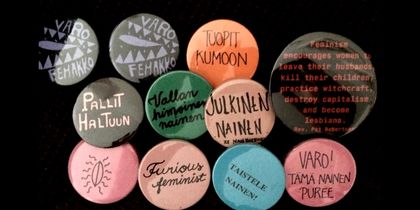 VARO
FEMAKKO
VARO
FEMAKKO
TUOPIT
KUMOON
Feminism
encourages women to
leave their husbands,
kill their children,
practice witchcraft,
destroy capitalism
and become
lesbians.
Rev. Pat Robertson
PALLIT
HALTUUN
Vallan
himoinen
nainen
JULKINEN
NAINEN
Furious
feminist
TAISTELE
NAINEN!
VARO!
TÄMÄ NAINEN
PUREE